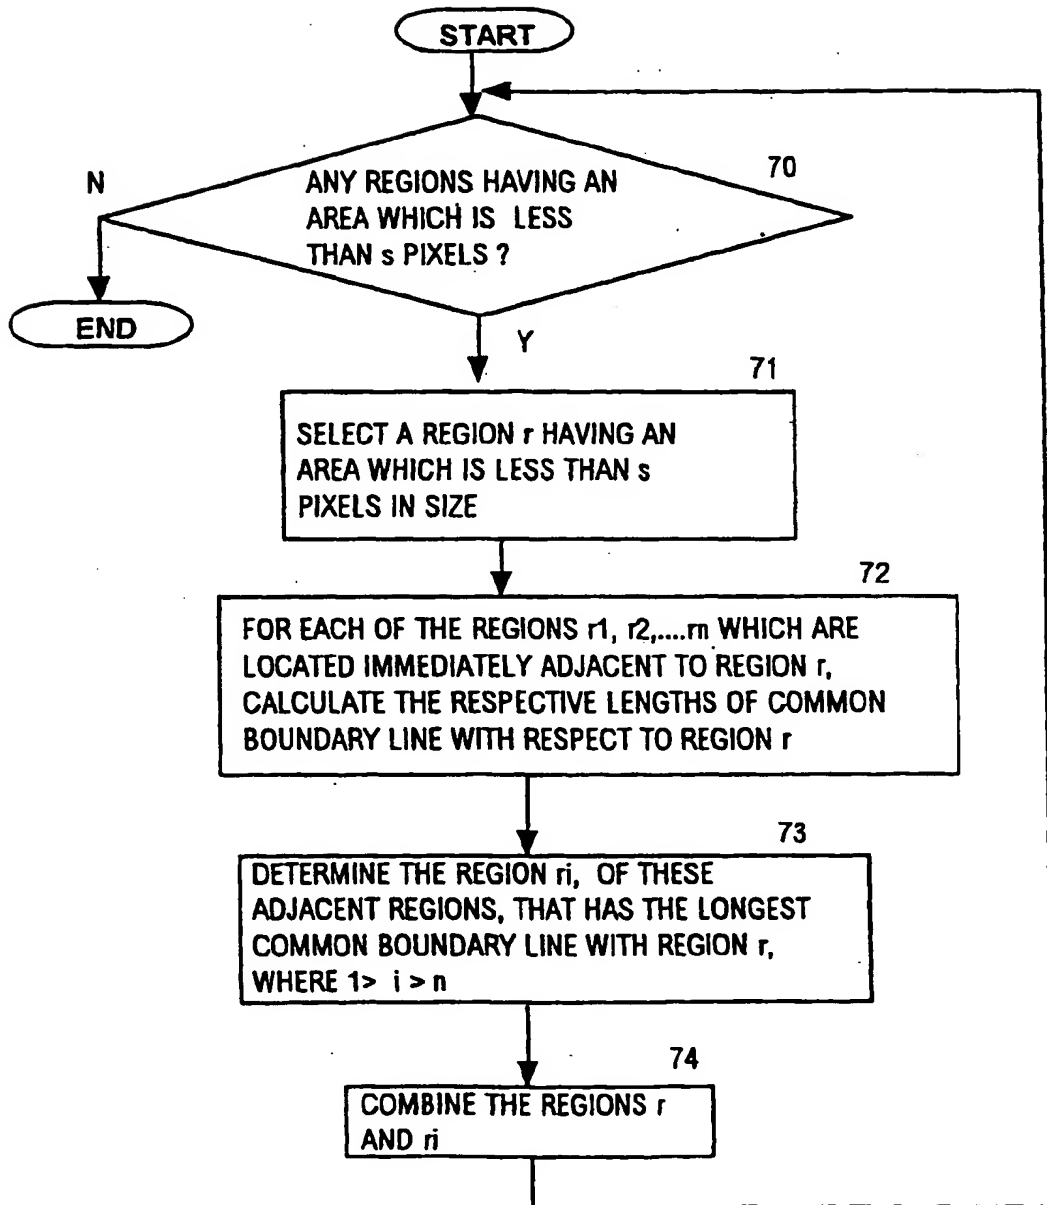 START
70
N
ANY REGIONS HAVING AN
AREA WHICH IS LESS
THAN s PIXELS ?
END
Y
71
SELECT A REGION r HAVING AN
AREA WHICH IS LESS THAN s
PIXELS IN SIZE
72
FOR EACH OF THE REGIONS r1, r2,....rn WHICH ARE
LOCATED IMMEDIATELY ADJACENT TO REGION r,
CALCULATE THE RESPECTIVE LENGTHS OF COMMON
BOUNDARY LINE WITH RESPECT TO REGION r
73
DETERMINE THE REGION ri, OF THESE
ADJACENT REGIONS, THAT HAS THE LONGEST
COMMON BOUNDARY LINE WITH REGION r,
WHERE 1> i > n
74
COMBINE THE REGIONS r
AND ri